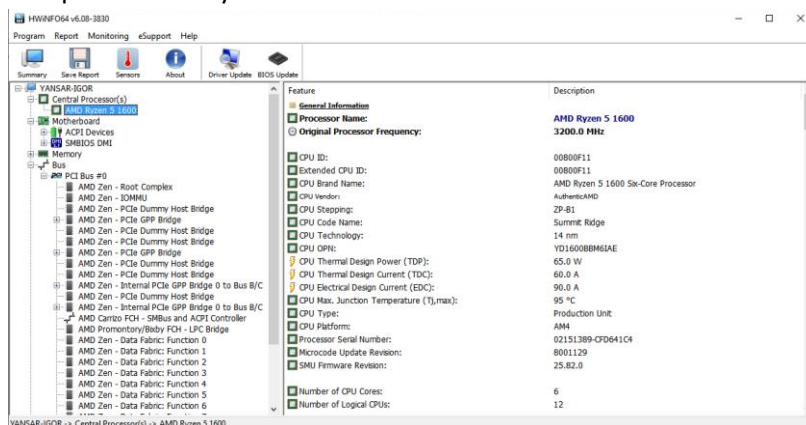 HWiNFO64 v6.08-3830
Program Report Monitoring eSupport Help
Summary Save Report Sensors About Driver Update BIOS Update
YANSAR-IGOR
Central Processor(s)
AMD Ryzen 5 1600
Motherboard
ACPI Devices
SMBIOS DMI
Memory
Bus
PCI Bus #0
AMD Zen - Root Complex
AMD Zen - IOMMU
AMD Zen - PCIe Dummy Host Bridge
AMD Zen - PCIe GPP Bridge
AMD Zen - PCIe Dummy Host Bridge
AMD Zen - PCIe Dummy Host Bridge
AMD Zen - PCIe GPP Bridge
AMD Zen - PCIe Dummy Host Bridge
AMD Zen - PCIe Dummy Host Bridge
AMD Zen - Internal PCIe GPP Bridge 0 to Bus B/C
AMD Zen - PCIe Dummy Host Bridge
AMD Zen - Internal PCIe GPP Bridge 0 to Bus B/C
AMD Carrizo FCH - SMBus and ACPI Controller
AMD Promontory/Bixby FCH - LPC Bridge
AMD Zen - Data Fabric: Function 0
AMD Zen - Data Fabric: Function 1
AMD Zen - Data Fabric: Function 2
AMD Zen - Data Fabric: Function 3
AMD Zen - Data Fabric: Function 4
AMD Zen - Data Fabric: Function 5
AMD Zen - Data Fabric: Function 6
Feature Description
General Information
Processor Name: AMD Ryzen 5 1600
Original Processor Frequency: 3200.0 MHz
CPU ID: 00800F11
Extended CPU ID: 00800F11
CPU Brand Name: AMD Ryzen 5 1600 Six-Core Processor
CPU Vendor: AuthenticAMD
CPU Stepping: ZP-B1
CPU Code Name: Summit Ridge
CPU Technology: 14 nm
CPU OPN: YD1600BBM6IAE
CPU Thermal Design Power (TDP): 65.0 W
CPU Thermal Design Current (TDC): 60.0 A
CPU Electrical Design Current (EDC): 90.0 A
CPU Max. Junction Temperature (Tj,max): 95 °C
CPU Type: Production Unit
CPU Platform: AM4
Processor Serial Number: 02151389-CFD641C4
Microcode Update Revision: 8001129
SMU Firmware Revision: 25.82.0
Number of CPU Cores: 6
Number of Logical CPUs: 12
YANSAR-IGOR -> Central Processor(s) -> AMD Ryzen 5 1600